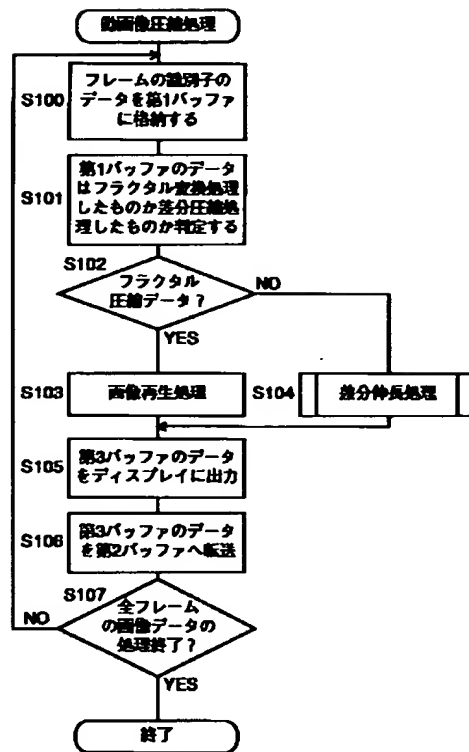 動画像圧縮処理
S100
フレームの識別子の
データを第1バッファ
に格納する
S101
第1バッファのデータ
はフラクタル変換処理
したものか差分圧縮処
理したものか判定する
S102
フラクタル
圧縮データ?
NO
YES
S103
画像再生処理
S104
差分伸長処理
S105
第3バッファのデータ
をディスプレイに出力
S106
第3バッファのデータ
を第2バッファへ転送
S107
全フレーム
の画像データの
処理終了?
NO
YES
終了